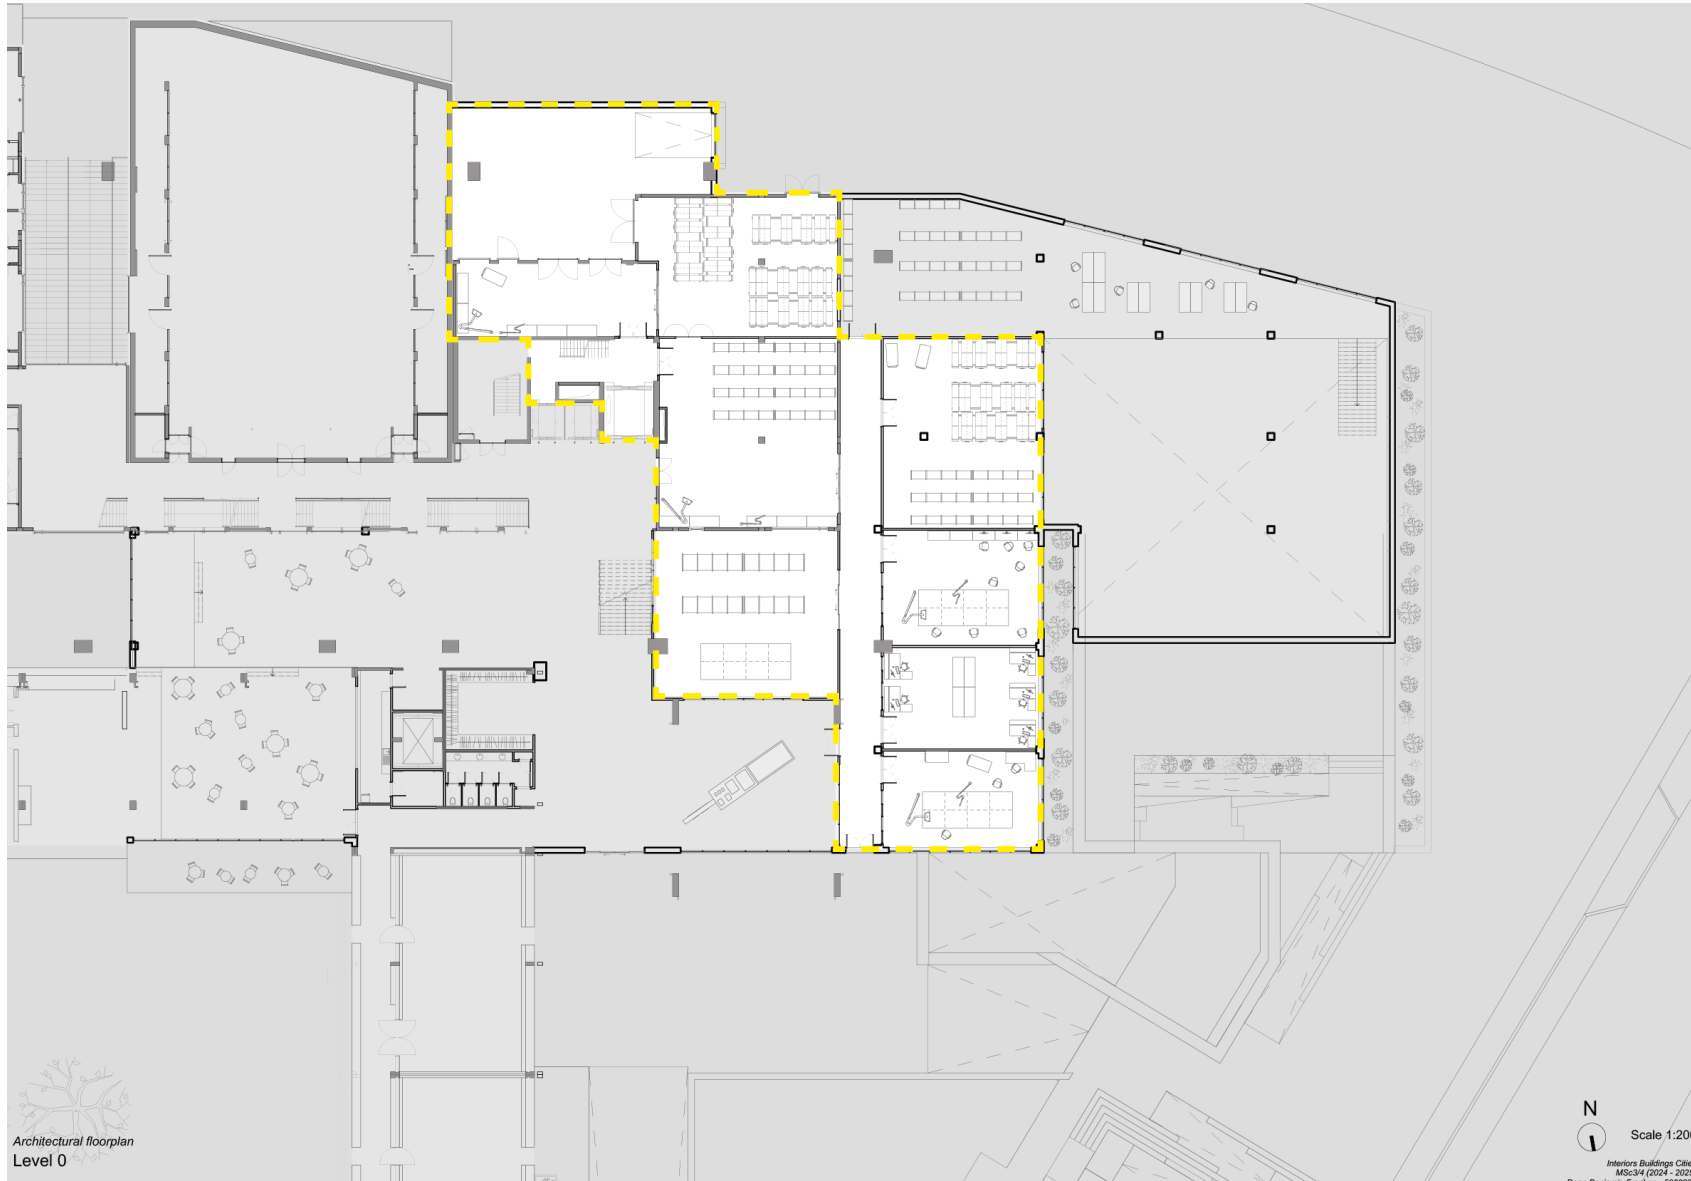 Architectural floorplan
Level 0
N
Scale 1:20
Interiors Buildings Citie
MSc3/4 (2024 - 202